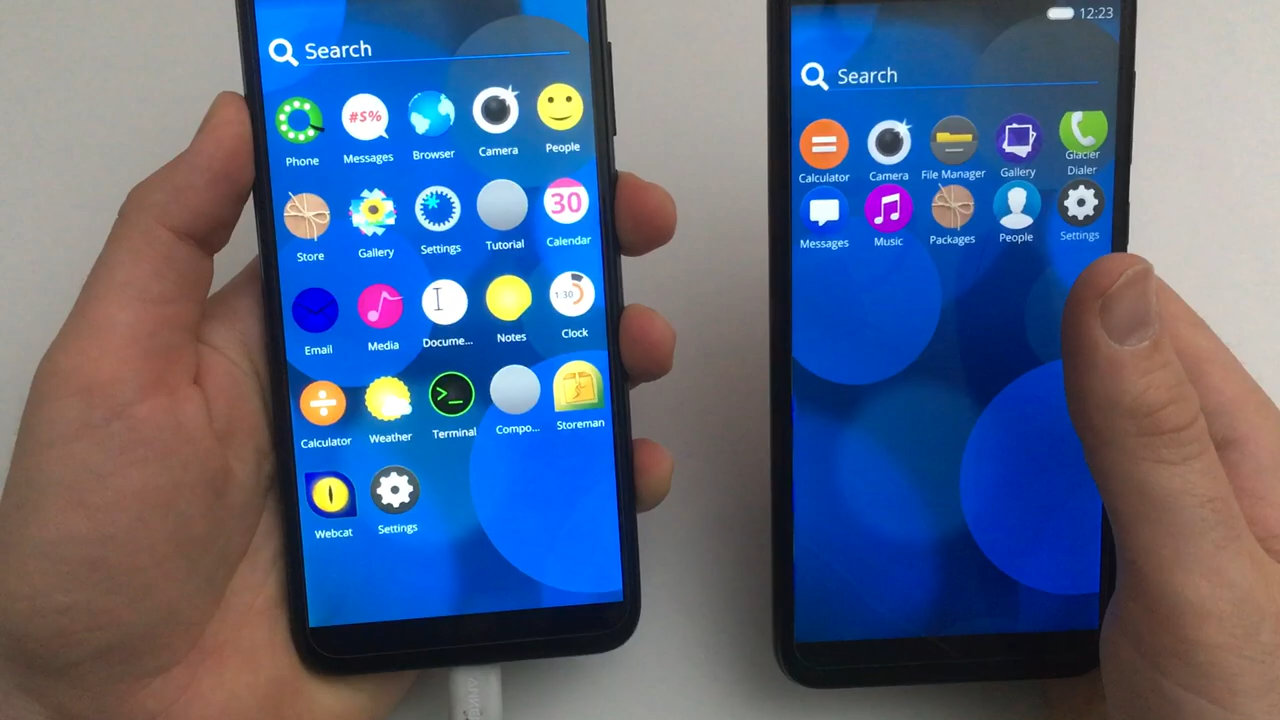 Search
#$%
Phone
Messages
Browser
Camera
People
30
Store
Gallery
Settings
Tutorial
Calendar
1:30
Email
Media
Docume...
Notes
Clock
>_
Calculator
Weather
Terminal
Compo...
Storeman
Webcat
Settings
12:23
Search
Calculator
Camera
File Manager
Gallery
Glacier
Dialer
Messages
Music
Packages
People
Settings